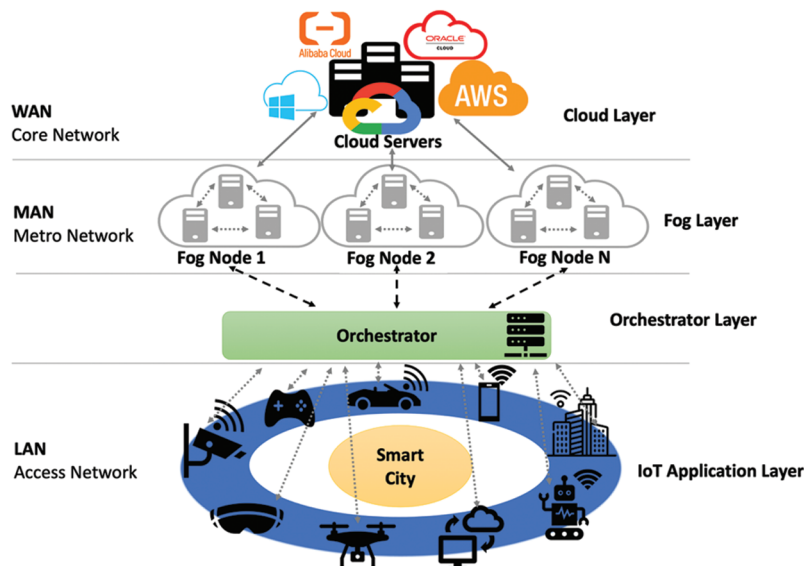 Alibaba Cloud
ORACLE
CLOUD
AWS
WAN
Core Network
Cloud Layer
Cloud Servers
MAN
Metro Network
Fog Layer
Fog Node 1
Fog Node 2
Fog Node N
Orchestrator
Orchestrator Layer
LAN
Access Network
Smart
City
IoT Application Layer